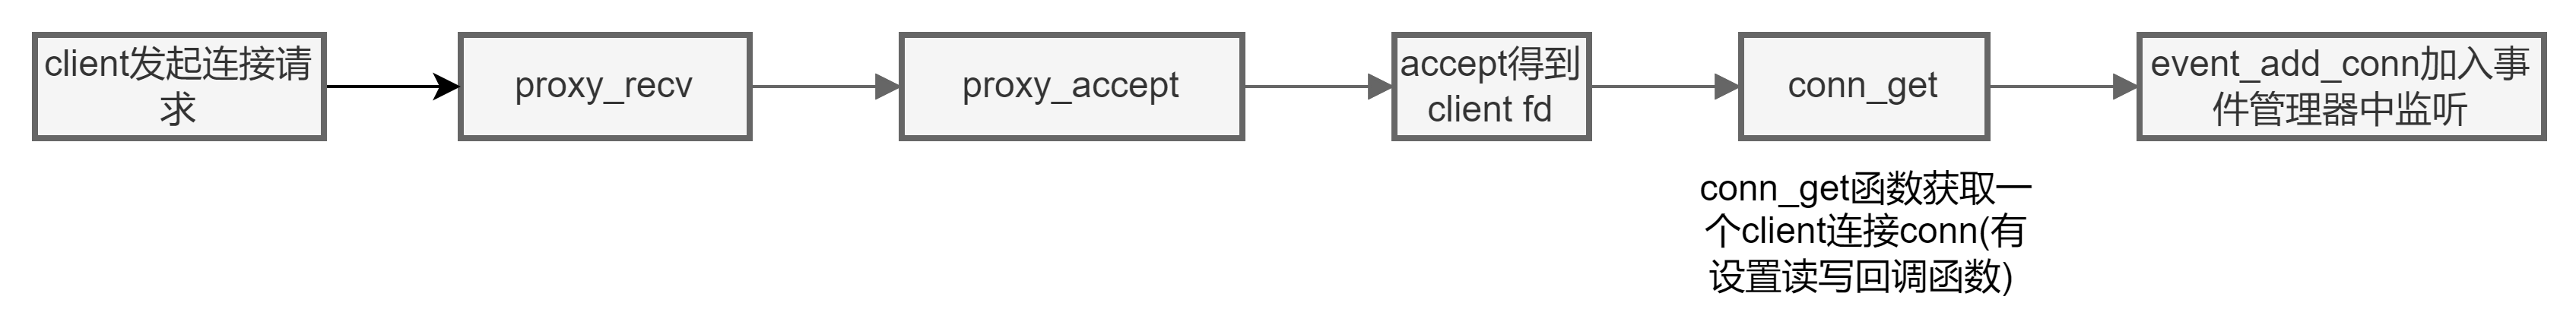 client发起连接请
求
proxy_recv
proxy_accept
accept得到
client fd
conn_get
event_add_conn加入事
件管理器中监听
conn_get函数获取一
个client连接conn(有
设置读写回调函数)